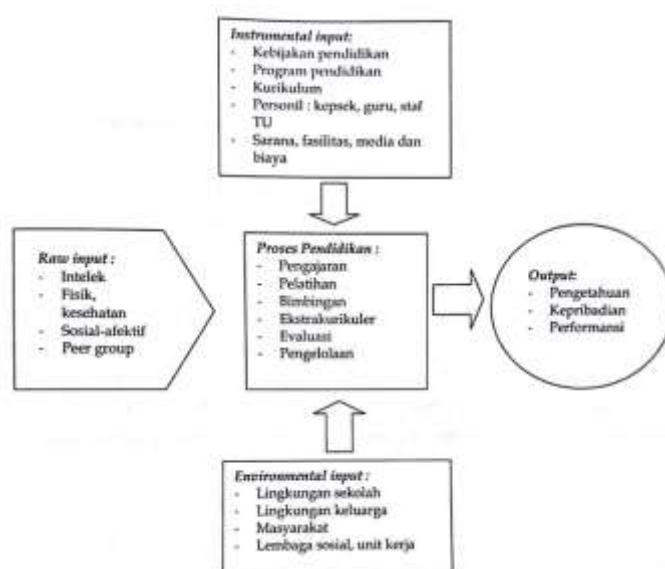 Instrumental input:
- Kebijakan pendidikan
- Program pendidikan
- Kurikulum
- Personil : kepsek, guru, staf
TU
- Sarana, fasilitas, media dan
biaya
Raw input :
- Intelek
- Fisik,
kesehatan
- Sosial-afektif
- Peer group
Proses Pendidikan :
- Pengajaran
- Pelatihan
- Bimbingan
- Ekstrakurikuler
- Evaluasi
- Pengelolaan
Output:
- Pengetahuan
- Kepribadian
- Performansi
Environmental input :
- Lingkungan sekolah
- Lingkungan keluarga
- Masyarakat
- Lembaga sosial, unit kerja